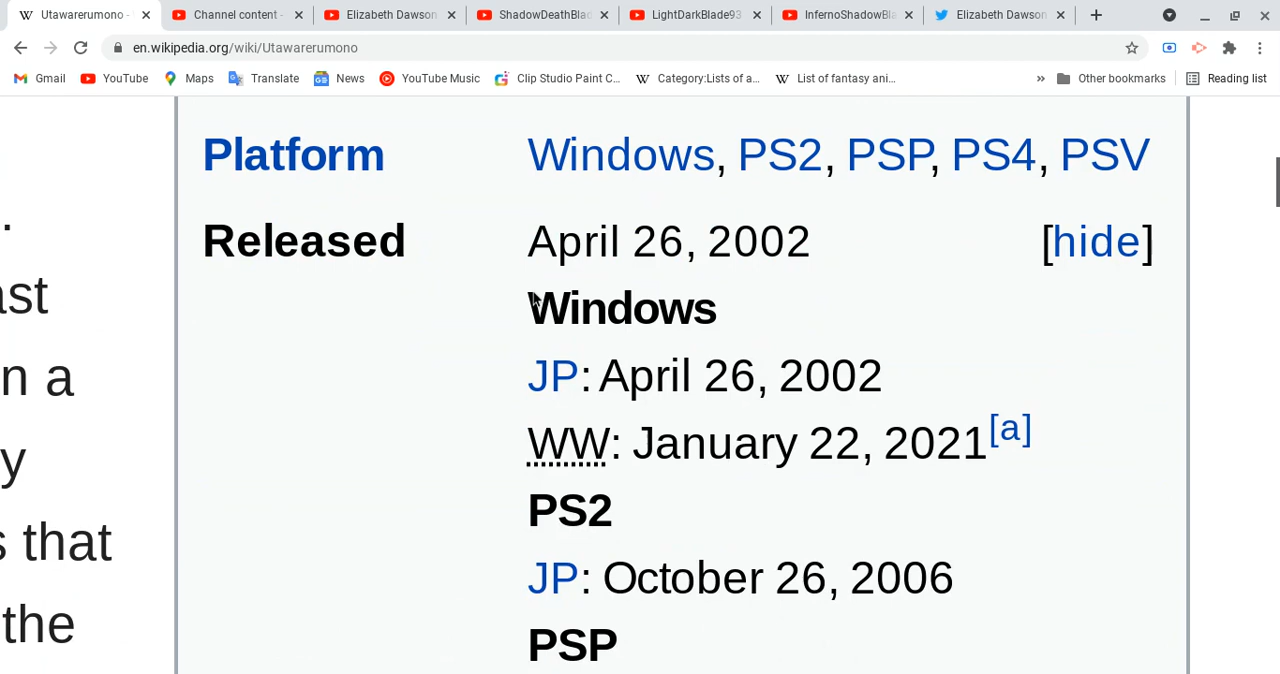 Utawarerumono -
Channel content -
Elizabeth Dawson
ShadowDeathBla
LightDarkBlade93
InfernoShadowBla
Elizabeth Dawson
en.wikipedia.org/wiki/Utawarerumono
Gmail YouTube Maps Translate News YouTube Music Clip Studio Paint C... Category:Lists of a... List of fantasy ani... » Other bookmarks Reading list
Platform Windows, PS2, PSP, PS4, PSV
Released April 26, 2002 [hide]
Windows
JP: April 26, 2002
WW: January 22, 2021[a]
PS2
JP: October 26, 2006
PSP
.
ast
n a
y
s that
the